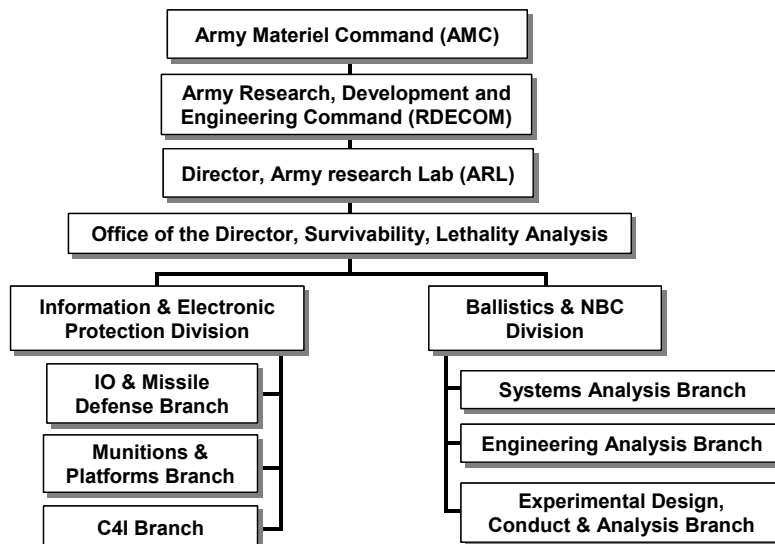 Army Materiel Command (AMC)
Army Research, Development and
Engineering Command (RDECOM)
Director, Army research Lab (ARL)
Office of the Director, Survivability, Lethality Analysis
Information & Electronic
Protection Division
IO & Missile
Defense Branch
Munitions &
Platforms Branch
C4I Branch
Ballistics & NBC
Division
Systems Analysis Branch
Engineering Analysis Branch
Experimental Design,
Conduct & Analysis Branch